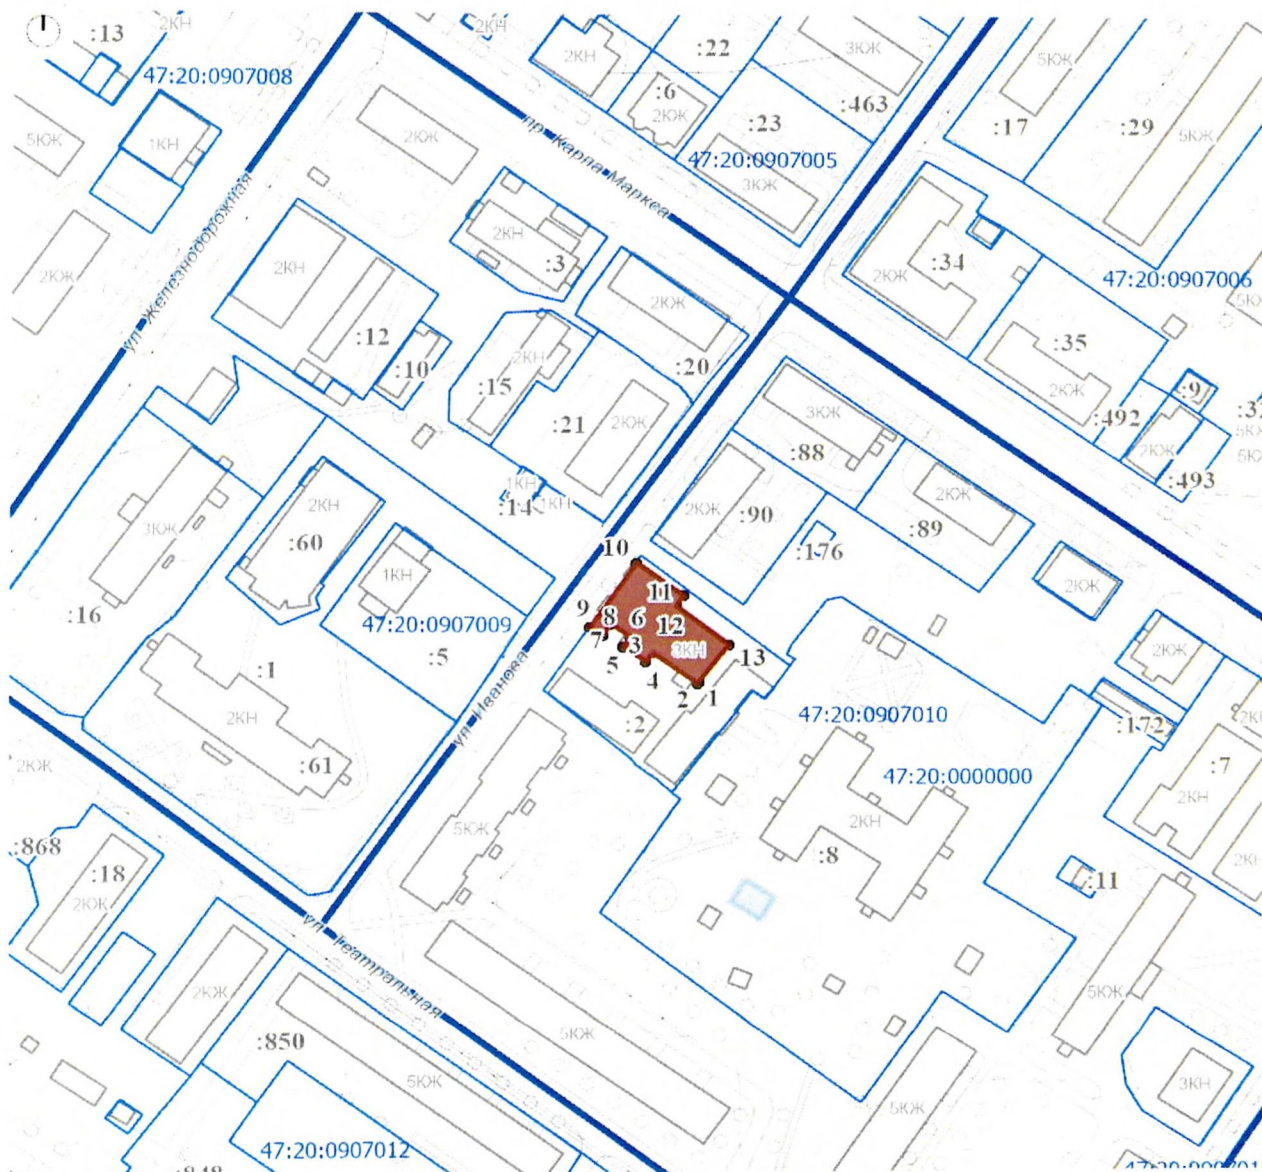 :13
2КН
2КН
:22
3КЖ
5КЖ
47:20:0907008
2КН
:6
:463
5КЖ
1КН
2КЖ
2КЖ
:23
:17
:29
5КЖ
пр. Карла Маркса
47:20:0907005
3КЖ
ул. Железнодорожная
2КН
:3
:34
2КЖ
2КЖ
2КН
47:20:0907006
2КЖ
:12
:10
2КН
:20
:35
:15
2КЖ
:9
:21
2КЖ
3КЖ
:492
:88
2КЖ
:493
1КН
:14
1КН
2КЖ
:90
2КЖ
:89
:176
3КЖ
2КН
:60
1КН
10
11
2КЖ
:16
47:20:0907009
:5
9
8
6
12
7
3
3КН
13
5
4
2
1
2КЖ
:1
2КН
:61
ул. Иванова
:2
47:20:0907010
:172
2КН
47:20:0000000
:7
2КН
2КЖ
5КЖ
2КН
:8
:868
:18
2КЖ
:11
2КН
ул. Театральная
2КЖ
5КЖ
5КЖ
:850
5КЖ
5КЖ
3КН
47:20:0907012